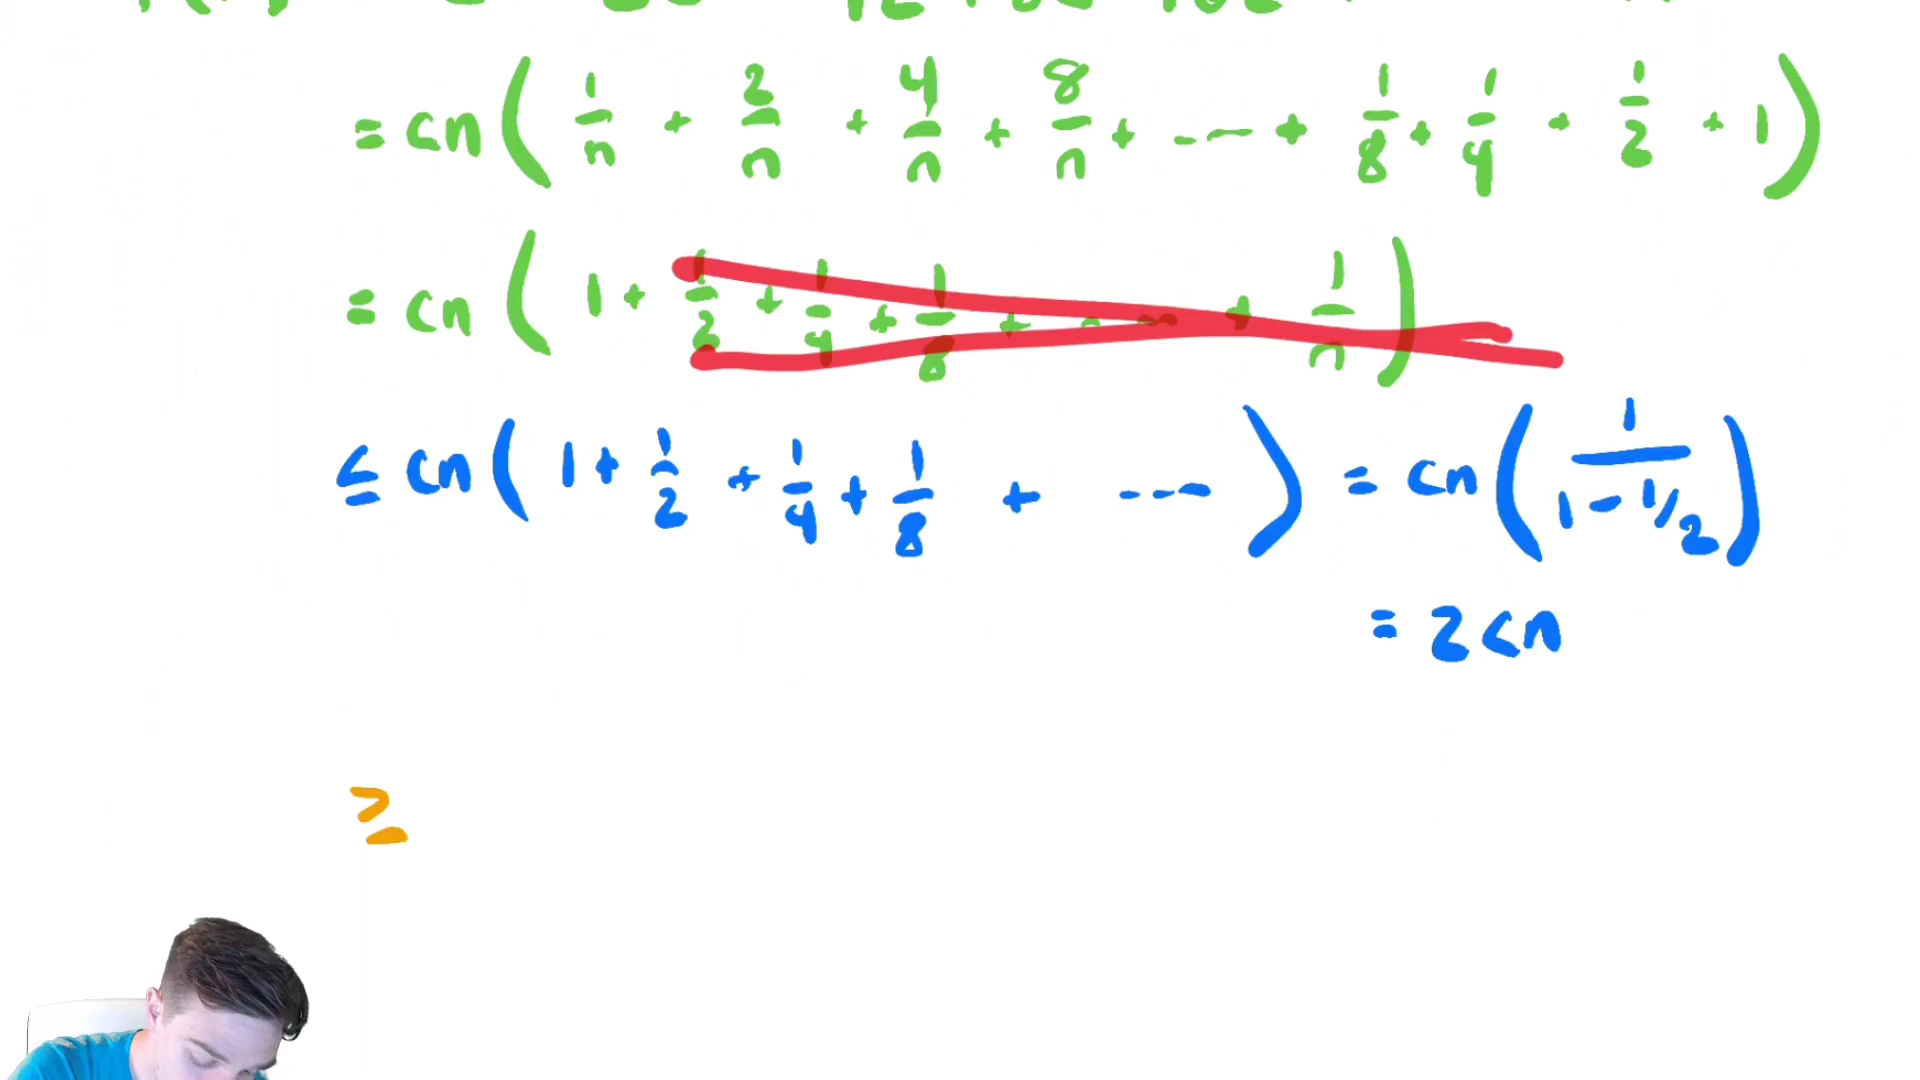 = cn ( 1/n + 2/n + 4/n + 8/n + --- + 1/8 + 1/4 + 1/2 + 1 )
= cn ( 1 + 1/2 + 1/4 + 1/8 + --- + 1/n )
≤ cn ( 1 + 1/2 + 1/4 + 1/8 + --- ) = cn ( 1 / 1 - 1/2 )
= 2cn
≥